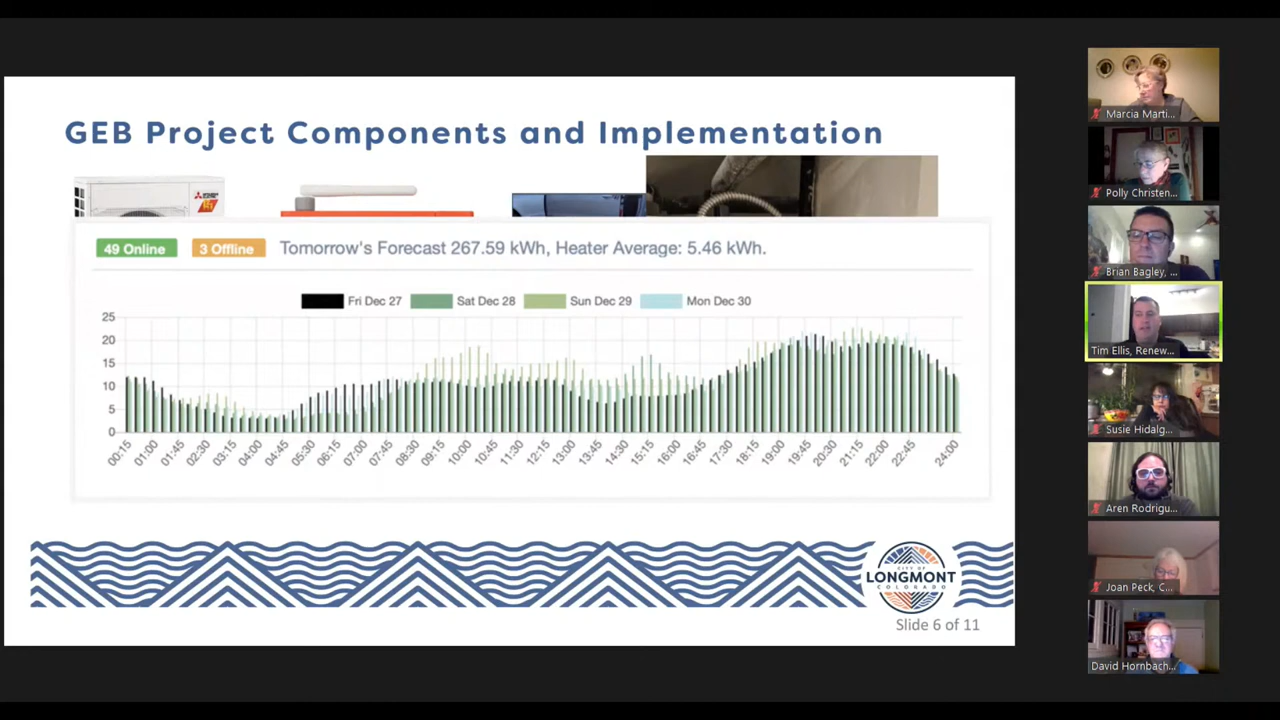 GEB Project Components and Implementation
MITSUBISHI ELECTRIC
49 Online 3 Offline Tomorrow's Forecast 267.59 kWh, Heater Average: 5.46 kWh.
Fri Dec 27 Sat Dec 28 Sun Dec 29 Mon Dec 30
25
20
15
10
5
0
00:15 01:00 01:45 02:30 03:15 04:00 04:45 05:30 06:15 07:00 07:45 08:30 09:15 10:00 10:45 11:30 12:15 13:00 13:45 14:30 15:15 16:00 16:45 17:30 18:15 19:00 19:45 20:30 21:15 22:00 22:45 24:00
CITY OF
LONGMONT
COLORADO
Slide 6 of 11
Marcia Marti...
Polly Christen...
Brian Bagley, ...
Tim Ellis, Renew...
Susie Hidalg...
Aren Rodrigu...
Joan Peck, C...
David Hornbach...